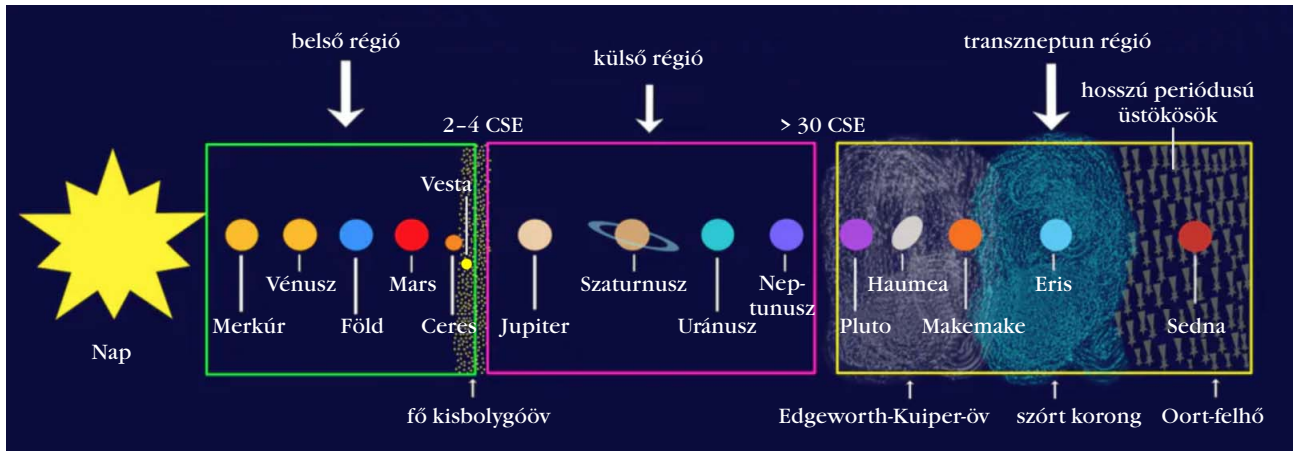 belső régió
külső régió
transzneptun régió
hosszú periódusú
üstökösök
2–4 CSE
> 30 CSE
Vesta
Vénusz
Mars
Szaturnusz
Nep-
tunusz
Haumea
Eris
Merkúr
Föld
Ceres
Jupiter
Uránusz
Pluto
Makemake
Sedna
Nap
fő kisbolygóöv
Edgeworth-Kuiper-öv
szórt korong
Oort-felhő